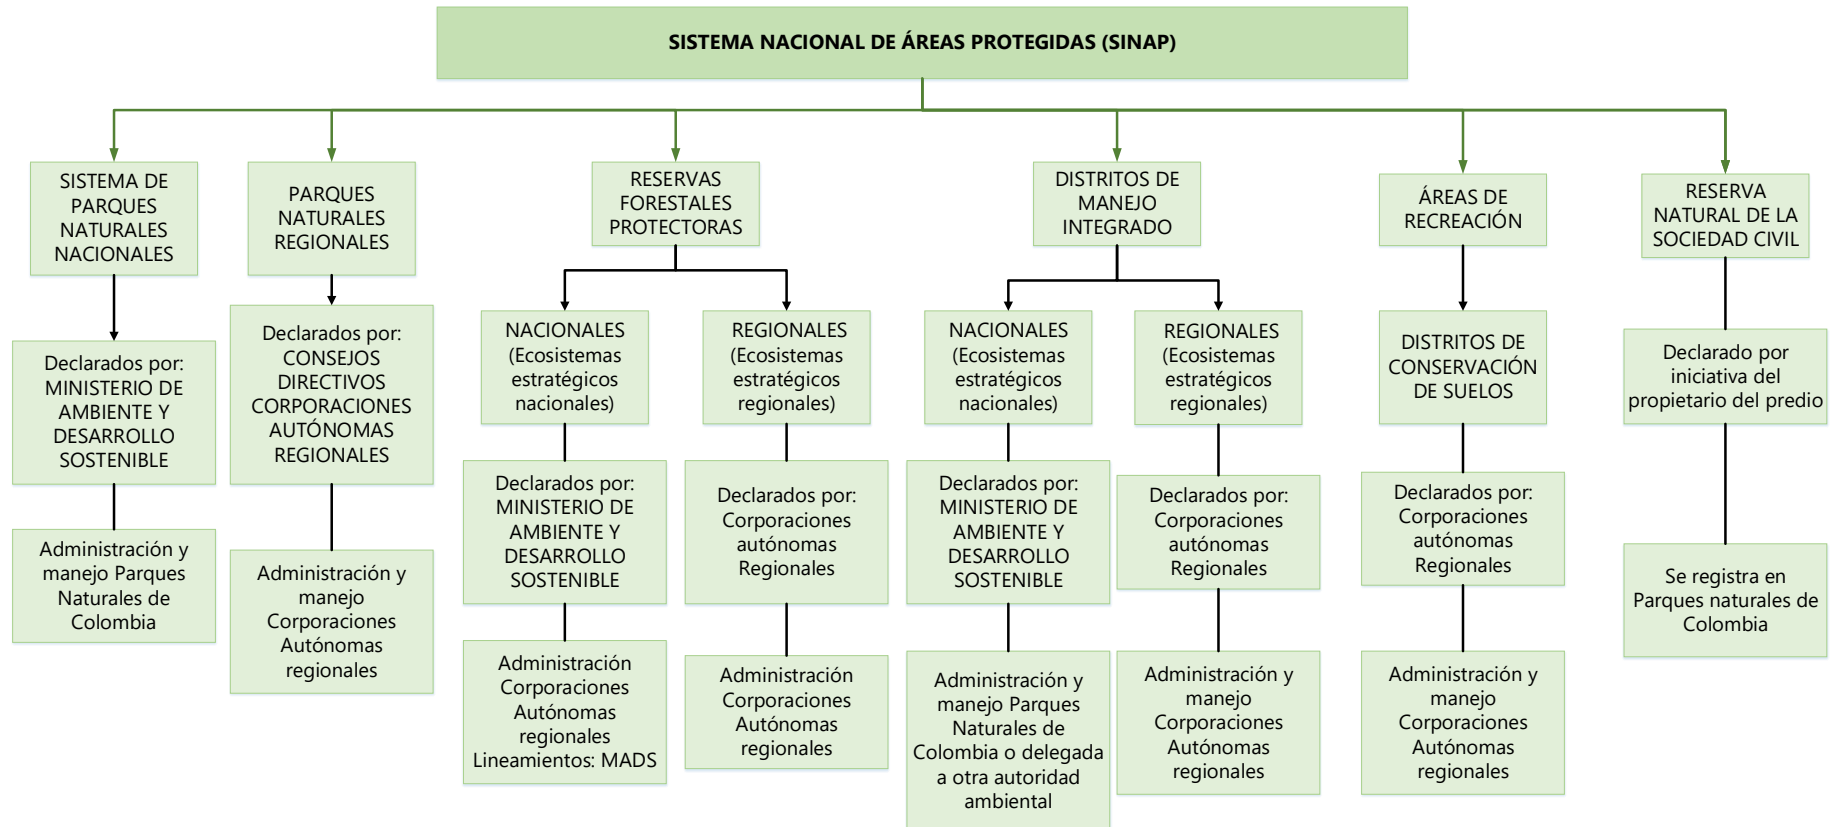 SISTEMA NACIONAL DE ÁREAS PROTEGIDAS (SINAP)
SISTEMA DE
PARQUES
NATURALES
NACIONALES
Declarados por:
MINISTERIO DE
AMBIENTE Y
DESARROLLO
SOSTENIBLE
Administración y
manejo Parques
Naturales de
Colombia
PARQUES
NATURALES
REGIONALES
Declarados por:
CONSEJOS
DIRECTIVOS
CORPORACIONES
AUTÓNOMAS
REGIONALES
Administración y
manejo
Corporaciones
Autónomas
regionales
RESERVAS
FORESTALES
PROTECTORAS
NACIONALES
(Ecosistemas
estratégicos
nacionales)
Declarados por:
MINISTERIO DE
AMBIENTE Y
DESARROLLO
SOSTENIBLE
Administración
Corporaciones
Autónomas
regionales
Lineamientos: MADS
REGIONALES
(Ecosistemas
estratégicos
regionales)
Declarados por:
Corporaciones
autónomas
Regionales
Administración
Corporaciones
Autónomas
regionales
DISTRITOS DE
MANEJO
INTEGRADO
NACIONALES
(Ecosistemas
estratégicos
nacionales)
Declarados por:
MINISTERIO DE
AMBIENTE Y
DESARROLLO
SOSTENIBLE
Administración y
manejo Parques
Naturales de
Colombia o delegada
a otra autoridad
ambiental
REGIONALES
(Ecosistemas
estratégicos
regionales)
Declarados por:
Corporaciones
autónomas
Regionales
Administración y
manejo
Corporaciones
Autónomas
regionales
ÁREAS DE
RECREACIÓN
DISTRITOS DE
CONSERVACIÓN
DE SUELOS
Declarados por:
Corporaciones
autónomas
Regionales
Administración y
manejo
Corporaciones
Autónomas
regionales
RESERVA
NATURAL DE LA
SOCIEDAD CIVIL
Declarado por
iniciativa del
propietario del predio
Se registra en
Parques naturales de
Colombia